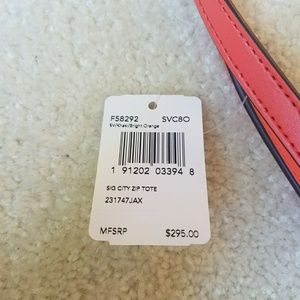 F58292 SVC8O
SV/Khaki/Bright Orange
1 91202 03394 8
SIG CITY ZIP TOTE
231747JAX
MFSRP $295.00